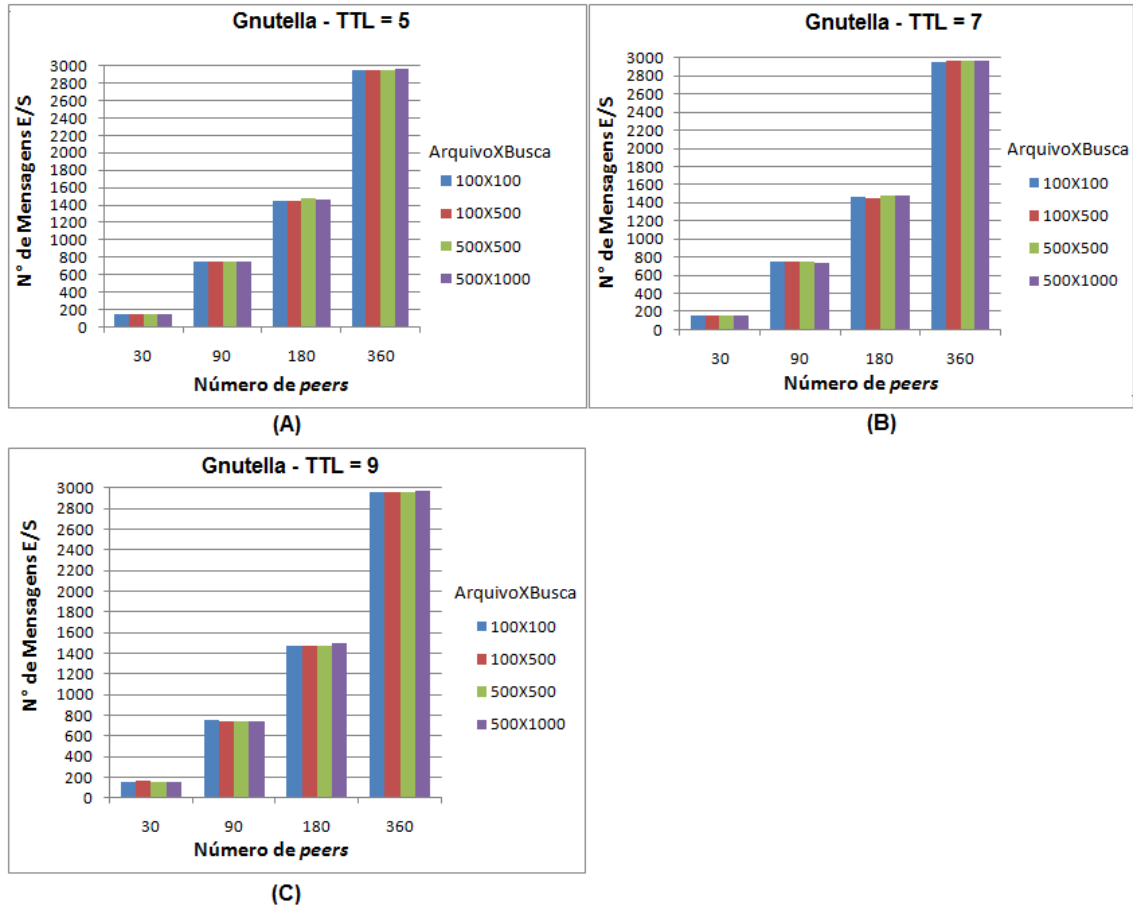 Gnutella - TTL = 5
N° de Mensagens E/S
3000
2800
2600
2400
2200
2000
1800
1600
1400
1200
1000
800
600
400
200
0
30 90 180 360
Número de peers
ArquivoXBusca
100X100
100X500
500X500
500X1000
(A)
Gnutella - TTL = 7
N° de Mensagens E/S
3000
2800
2600
2400
2200
2000
1800
1600
1400
1200
1000
800
600
400
200
0
30 90 180 360
Número de peers
ArquivoXBusca
100X100
100X500
500X500
500X1000
(B)
Gnutella - TTL = 9
N° de Mensagens E/S
3000
2800
2600
2400
2200
2000
1800
1600
1400
1200
1000
800
600
400
200
0
30 90 180 360
Número de peers
ArquivoXBusca
100X100
100X500
500X500
500X1000
(C)